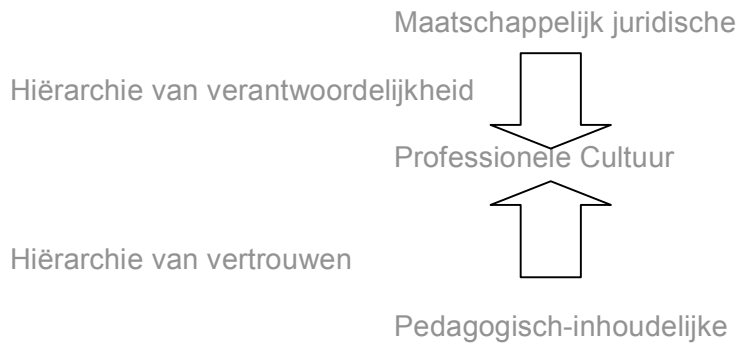 Maatschappelijk juridische
Hiërarchie van verantwoordelijkheid
Professionele Cultuur
Hiërarchie van vertrouwen
Pedagogisch-inhoudelijke